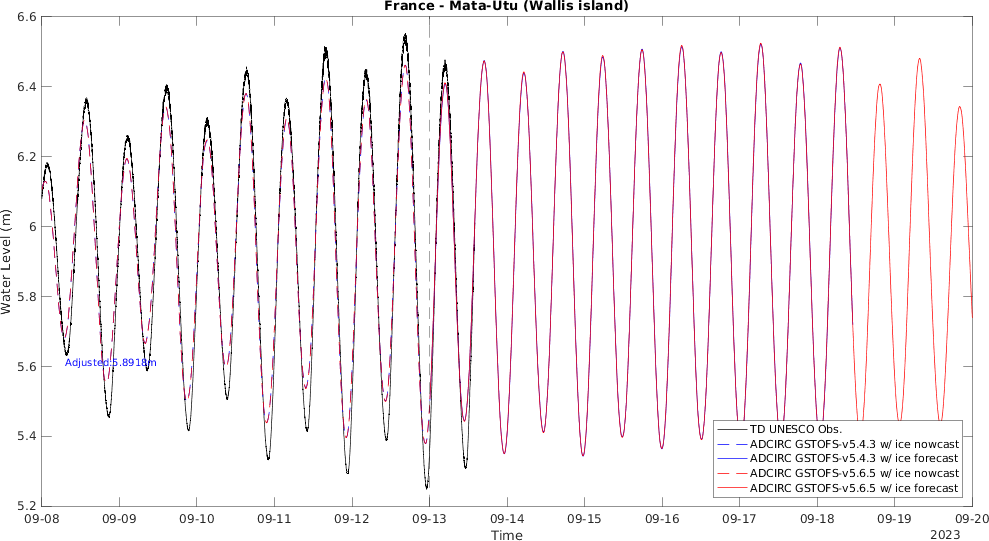 France - Mata-Utu (Wallis island)
6.6
6.4
6.2
6
5.8
5.6
5.4
5.2
Water Level (m)
Adjusted:5.8918m
TD UNESCO Obs.
ADCIRC GSTOFS-v5.4.3 w/ ice nowcast
ADCIRC GSTOFS-v5.4.3 w/ ice forecast
ADCIRC GSTOFS-v5.6.5 w/ ice nowcast
ADCIRC GSTOFS-v5.6.5 w/ ice forecast
09-08 09-09 09-10 09-11 09-12 09-13 09-14 09-15 09-16 09-17 09-18 09-19 09-20
Time
2023